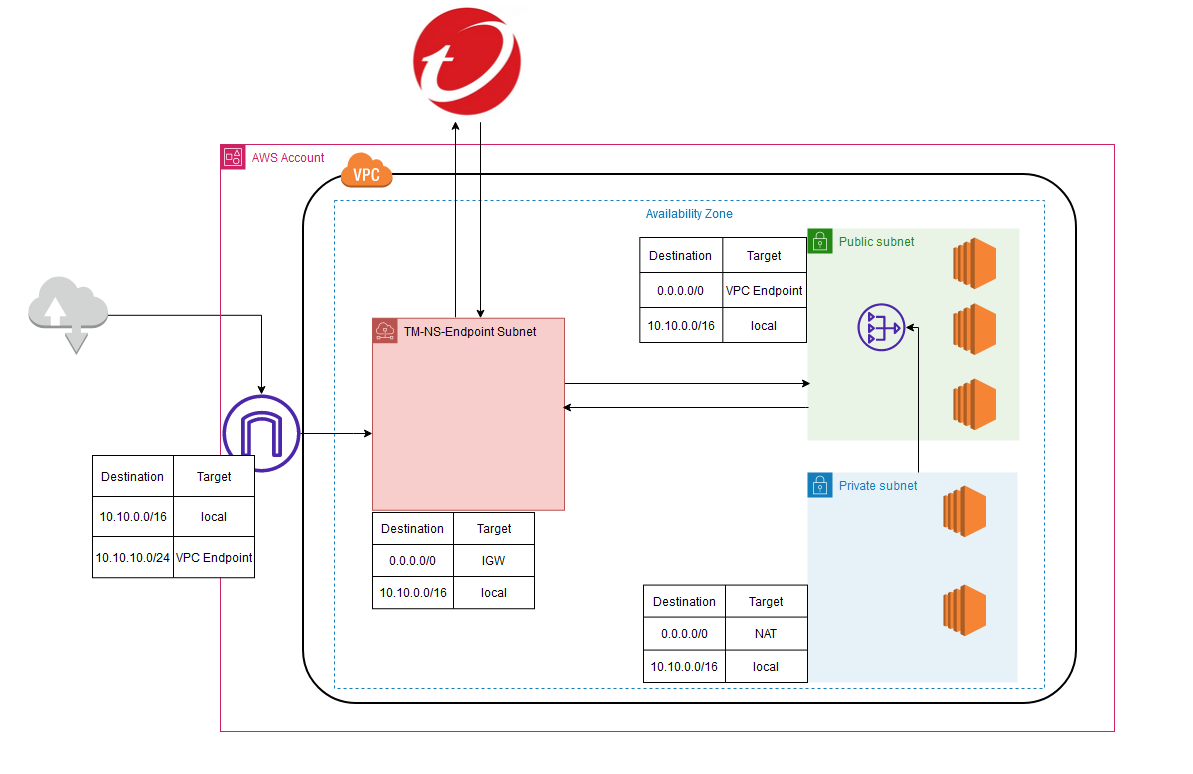 AWS Account
VPC
Availability Zone
Destination Target
0.0.0.0/0 VPC Endpoint
10.10.0.0/16 local
Public subnet
TM-NS-Endpoint Subnet
Destination Target
10.10.0.0/16 local
10.10.10.0/24 VPC Endpoint
Destination Target
0.0.0.0/0 IGW
10.10.0.0/16 local
Private subnet
Destination Target
0.0.0.0/0 NAT
10.10.0.0/16 local